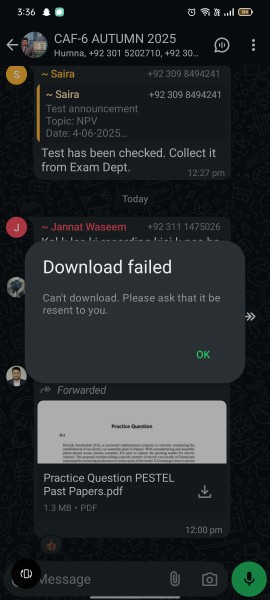 3:36
84
CAF-6 AUTUMN 2025
Humna, +92 301 5202710, +92 30...
S
~ Saira +92 309 8494241
~ Saira +92 309 8494241
Test announcement
Topic: NPV
Date: 4-06-2025...
Test has been checked. Collect it
from Exam Dept.
12:27 pm
Today
J
~ Jannat Waseem +92 311 1475026
Download failed
Can't download. Please ask that it be
resent to you.
OK
Forwarded
Practice Question
Q.1
Practice Question PESTEL
Past Papers.pdf
1.3 MB • PDF
12:00 pm
Message